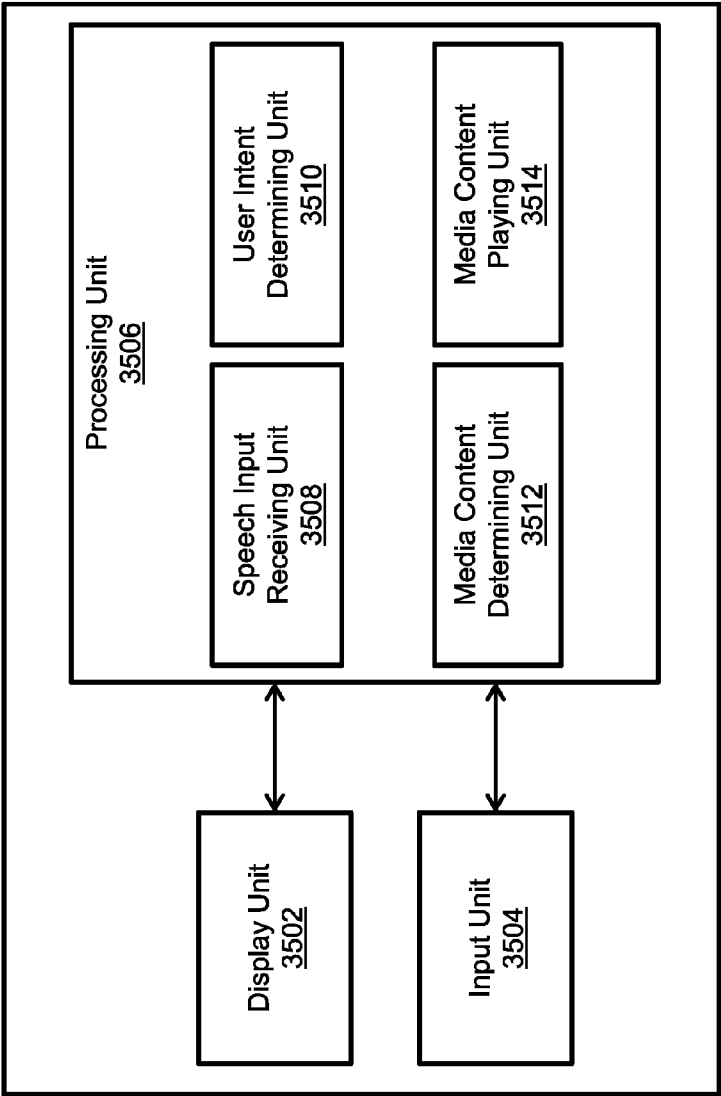 Processing Unit
3506
Speech Input
Receiving Unit
3508
User Intent
Determining Unit
3510
Media Content
Determining Unit
3512
Media Content
Playing Unit
3514
Display Unit
3502
Input Unit
3504